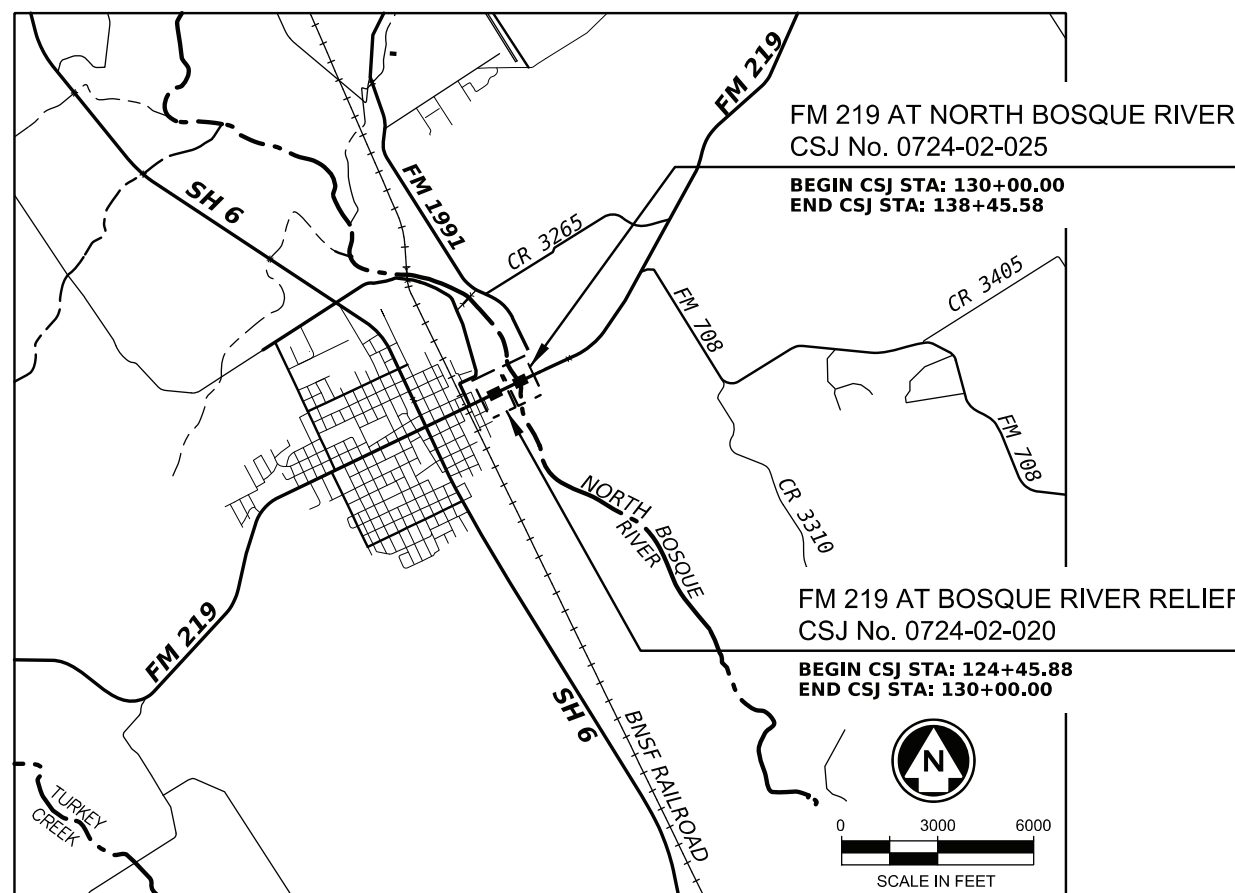 FM 219
FM 219 AT NORTH BOSQUE RIVER
CSJ No. 0724-02-025
BEGIN CSJ STA: 130+00.00
END CSJ STA: 138+45.58
SH 6
FM 1991
CR 3265
FM 708
CR 3405
FM 708
CR 3310
NORTH BOSQUE
RIVER
FM 219 AT BOSQUE RIVER RELIEF
CSJ No. 0724-02-020
BEGIN CSJ STA: 124+45.88
END CSJ STA: 130+00.00
FM 219
SH 6
BNSF RAILROAD
TURKEY
CREEK
N
0 3000 6000
SCALE IN FEET